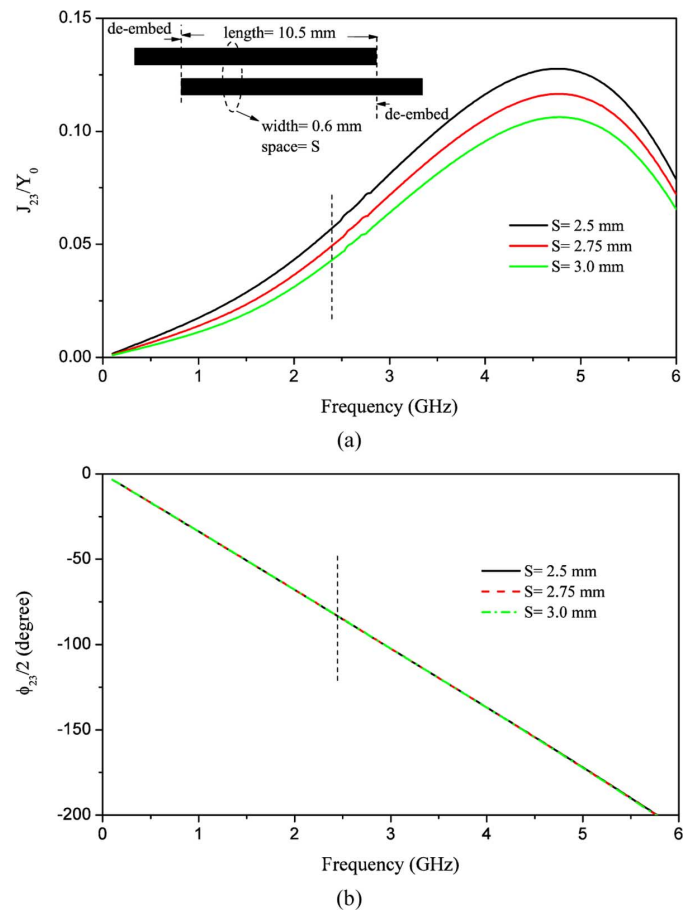 0.15
de-embed
length= 10.5 mm
0.10
de-embed
width= 0.6 mm
space= S
J23/Y0
S= 2.5 mm
S= 2.75 mm
S= 3.0 mm
0.05
0.00
0 1 2 3 4 5 6
Frequency (GHz)
(a)
0
S= 2.5 mm
S= 2.75 mm
S= 3.0 mm
-50
-100
ϕ23/2 (degree)
-150
-200
0 1 2 3 4 5 6
Frequency (GHz)
(b)